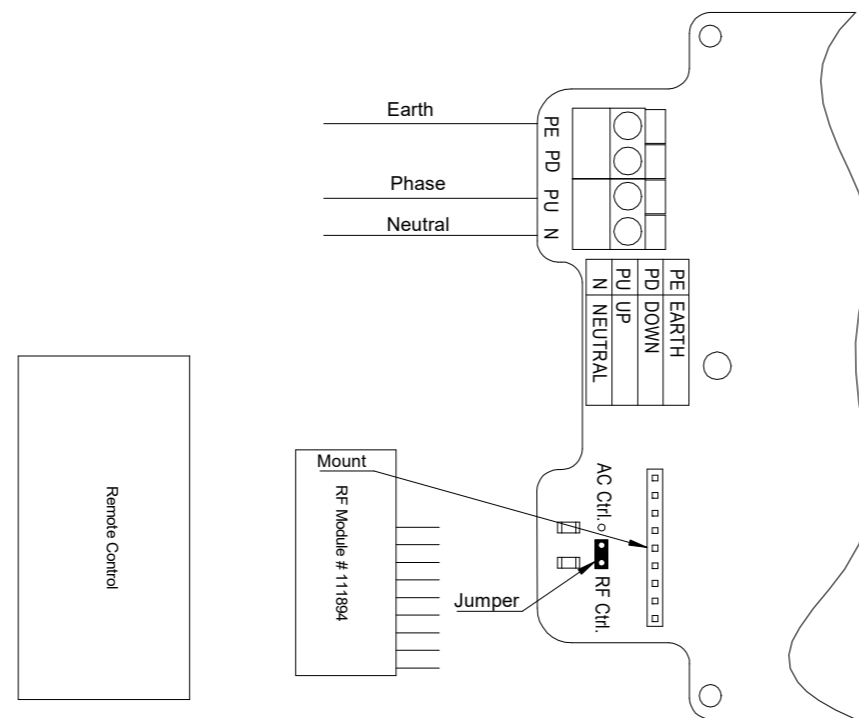 Earth
Phase
Neutral
PE
PD
PU
N
PE EARTH
PD DOWN
PU UP
N NEUTRAL
Remote Control
Mount
RF Module # 111894
Jumper
AC Ctrl.
RF Ctrl.